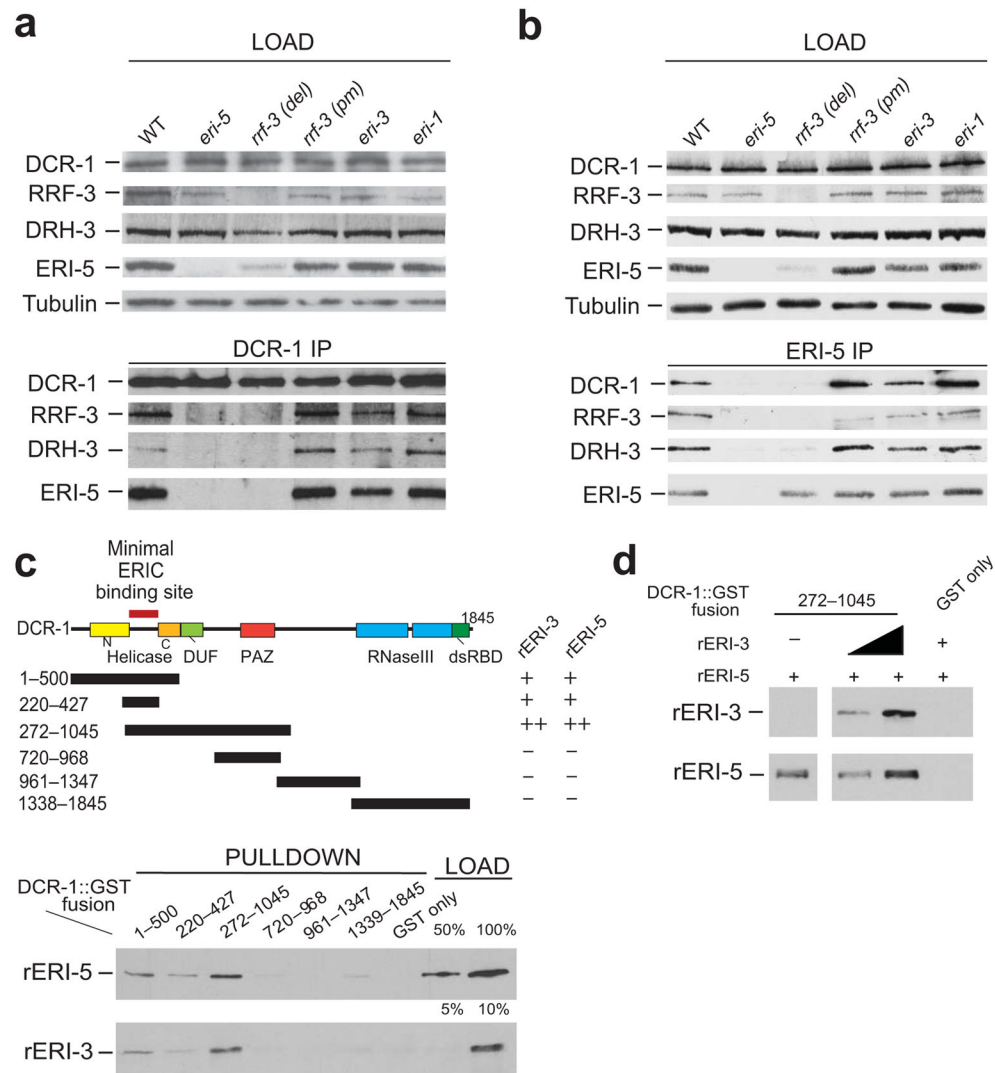 a
LOAD
WT eri-5 rrf-3 (del) rrf-3 (pm) eri-3 eri-1
DCR-1
RRF-3
DRH-3
ERI-5
Tubulin
DCR-1 IP
DCR-1
RRF-3
DRH-3
ERI-5
b
LOAD
WT eri-5 rrf-3 (del) rrf-3 (pm) eri-3 eri-1
DCR-1
RRF-3
DRH-3
ERI-5
Tubulin
ERI-5 IP
DCR-1
RRF-3
DRH-3
ERI-5
c
Minimal
ERIC
binding site
DCR-1 1845
N C
Helicase DUF PAZ RNaseIII dsRBD
rERI-3 rERI-5
1–500 + +
220–427 + +
272–1045 ++ ++
720–968 – –
961–1347 – –
1338–1845 – –
PULLDOWN LOAD
DCR-1::GST
fusion
1–500 220–427 272–1045 720–968 961–1347 1339–1845 GST only 50% 100%
rERI-5
5% 10%
rERI-3
d
DCR-1::GST
fusion
272–1045 GST only
rERI-3 – +
rERI-5 + + + +
rERI-3
rERI-5